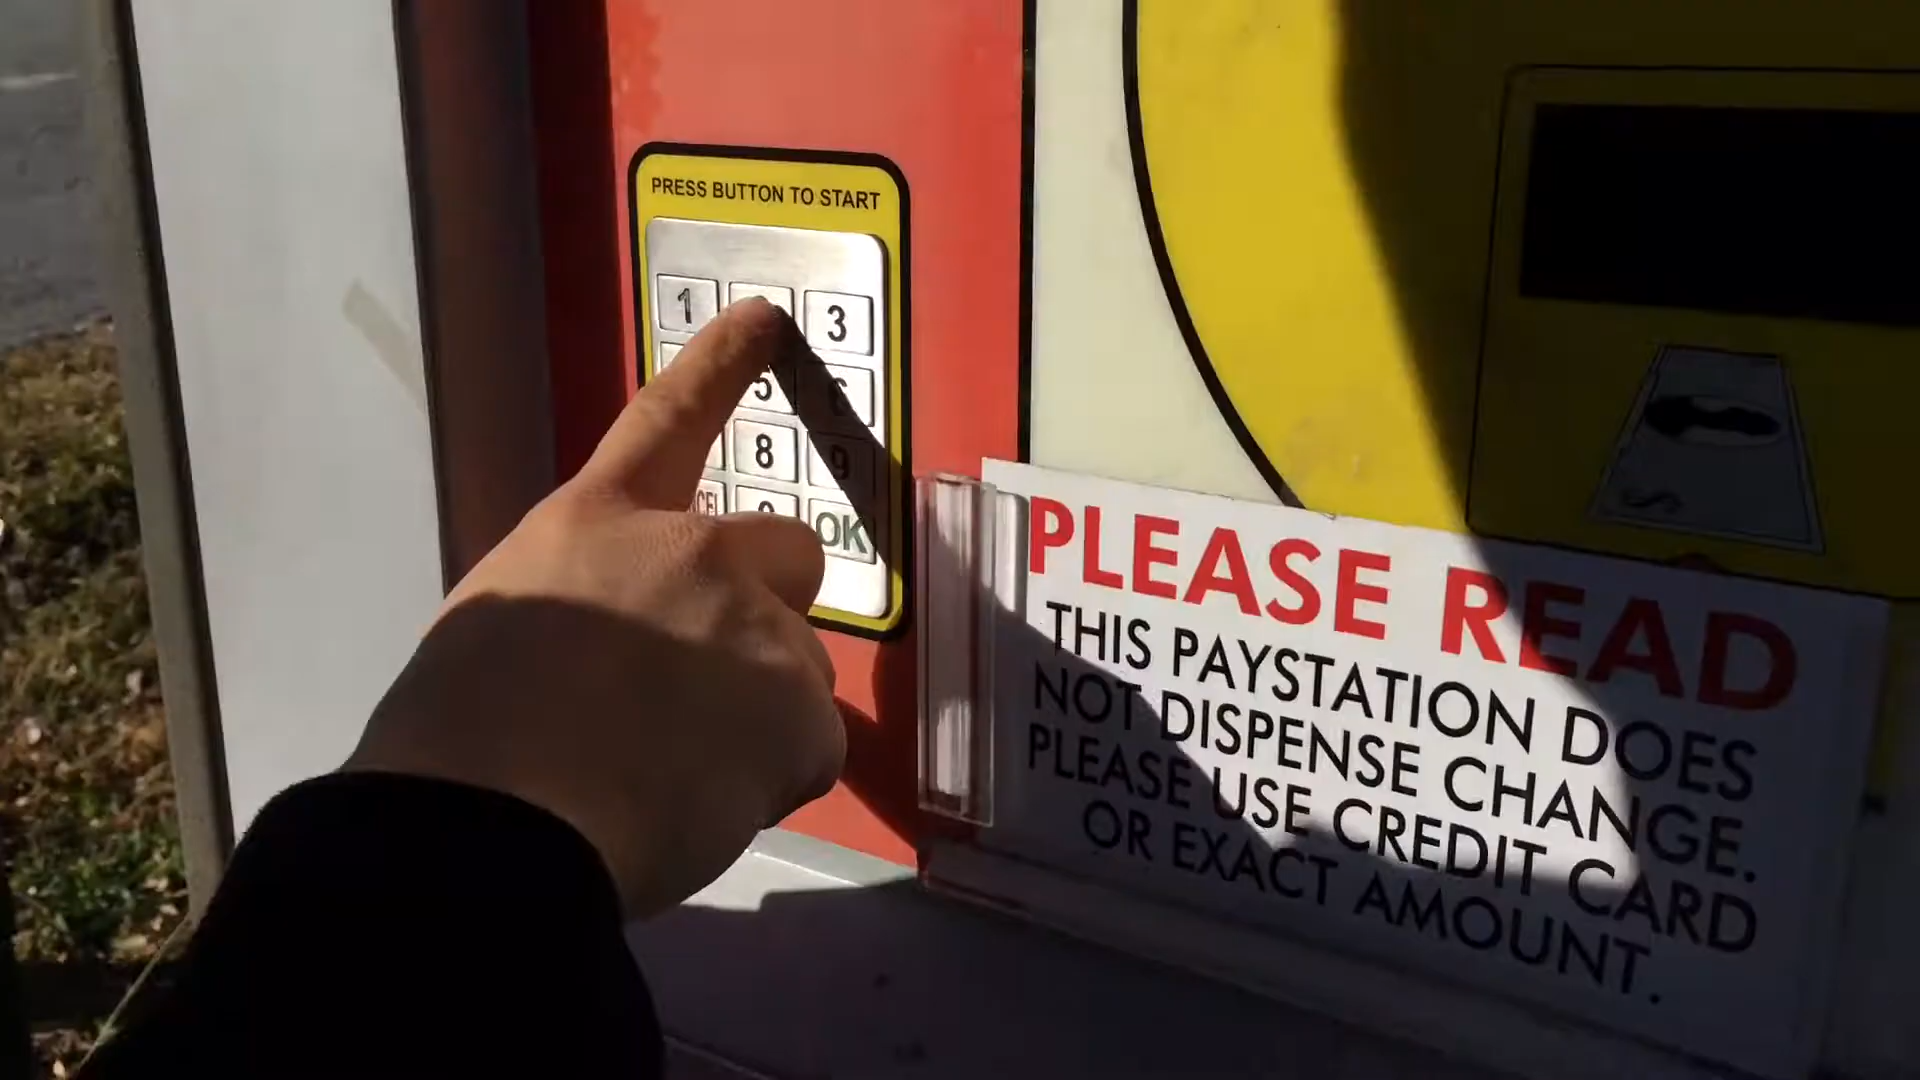 PRESS BUTTON TO START
1 3
5 6
8 9
OK
PLEASE READ
THIS PAYSTATION DOES
NOT DISPENSE CHANGE.
PLEASE USE CREDIT CARD
OR EXACT AMOUNT.